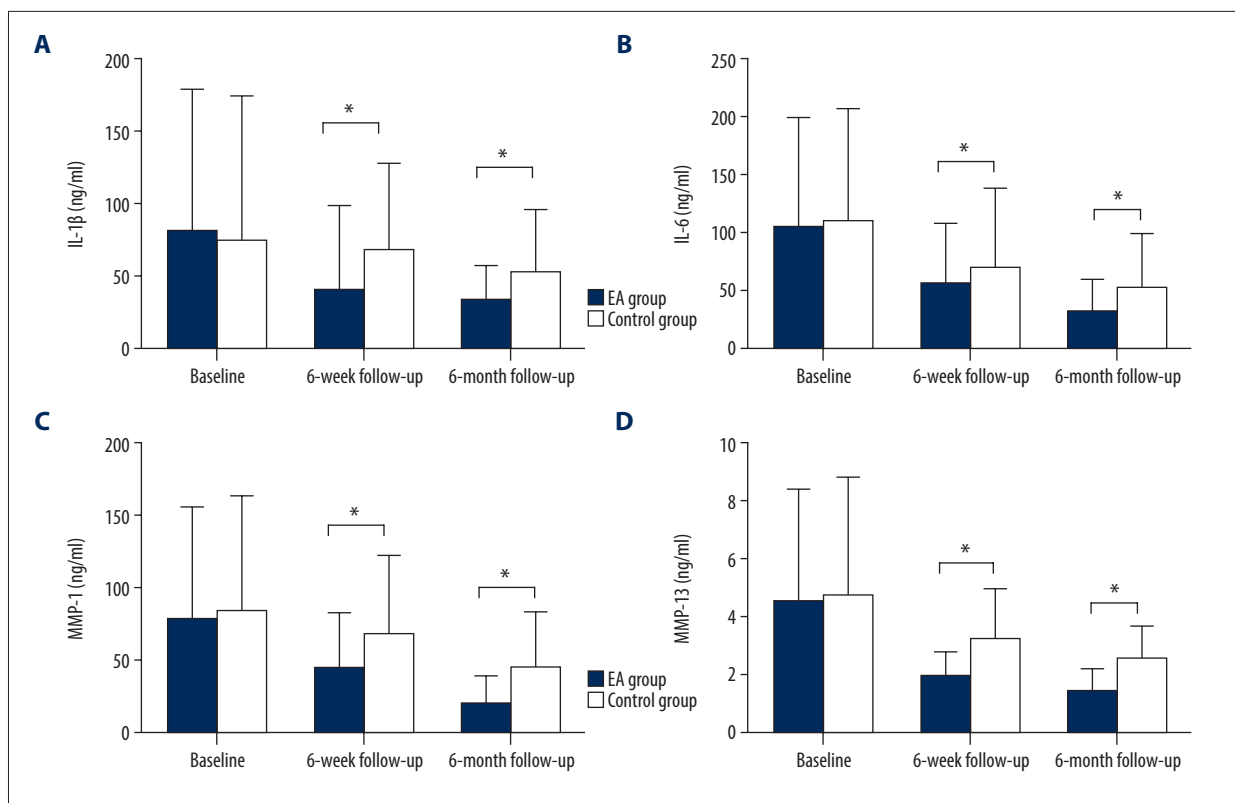 A
IL-1β (ng/ml)
200
150
100
50
0
*
*
Baseline
6-week follow-up
6-month follow-up
EA group
Control group
B
IL-6 (ng/ml)
250
200
150
100
50
0
*
*
Baseline
6-week follow-up
6-month follow-up
C
MMP-1 (ng/ml)
200
150
100
50
0
*
*
Baseline
6-week follow-up
6-month follow-up
EA group
Control group
D
MMP-13 (ng/ml)
10
8
6
4
2
0
*
*
Baseline
6-week follow-up
6-month follow-up